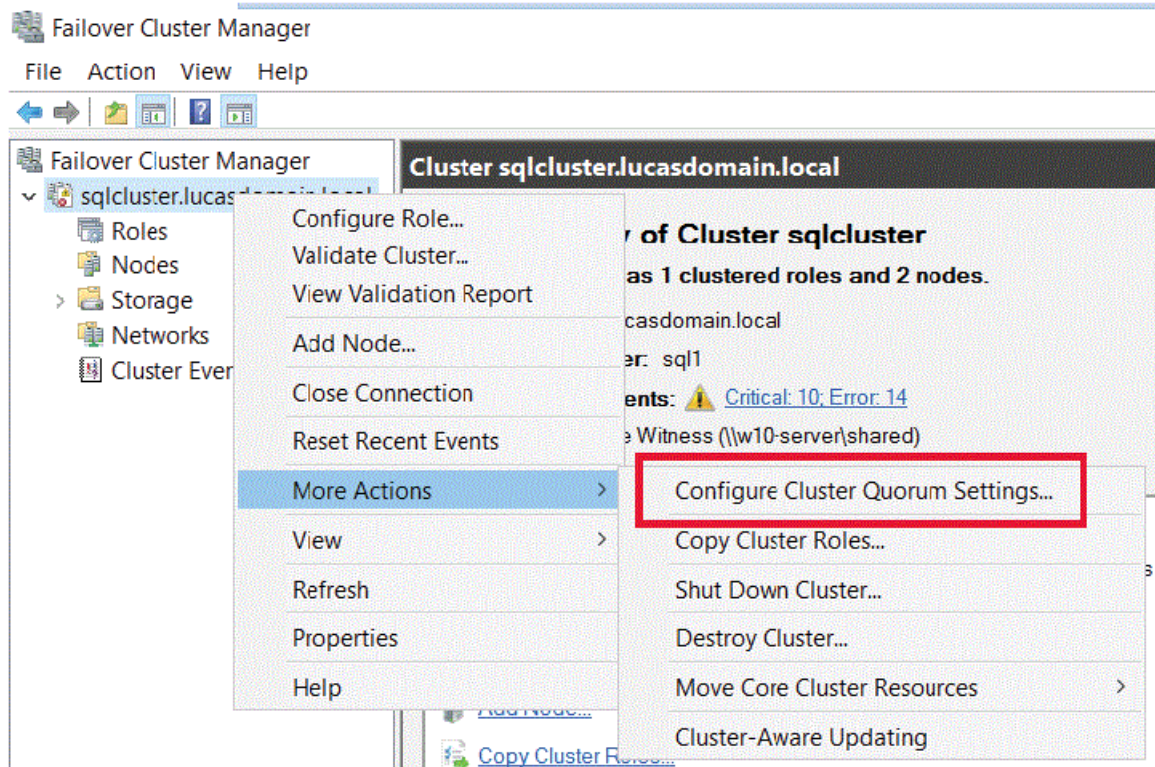 Failover Cluster Manager
File Action View Help
Failover Cluster Manager
sqlcluster.lucasdomain.local
Roles
Nodes
Storage
Networks
Cluster Even
Cluster sqlcluster.lucasdomain.local
of Cluster sqlcluster
as 1 clustered roles and 2 nodes.
casdomain.local
er: sql1
ents: Critical: 10; Error: 14
e Witness (\\\w10-server\shared)
Configure Role...
Validate Cluster...
View Validation Report
Add Node...
Close Connection
Reset Recent Events
More Actions
View
Refresh
Properties
Help
Configure Cluster Quorum Settings...
Copy Cluster Roles...
Shut Down Cluster...
Destroy Cluster...
Move Core Cluster Resources
Cluster-Aware Updating
Add Node...
Copy Cluster Roles...